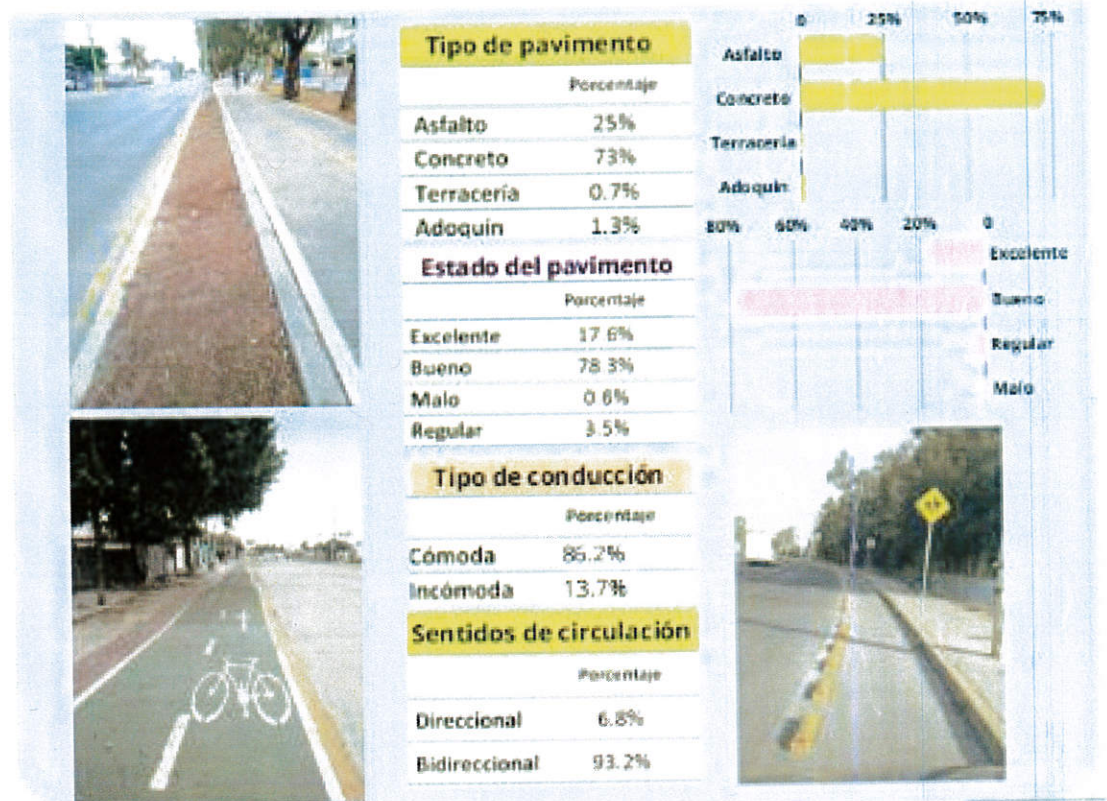 Tipo de pavimento
Porcentaje
Asfalto 25%
Concreto 73%
Terracería 0.7%
Adoquín 1.3%
Estado del pavimento
Porcentaje
Excelente 17.6%
Bueno 78.3%
Malo 0.6%
Regular 3.5%
Tipo de conducción
Porcentaje
Cómoda 86.2%
Incómoda 13.7%
Sentidos de circulación
Porcentaje
Direccional 6.8%
Bidireccional 93.2%
0 25% 50% 75%
Asfalto
Concreto
Terracería
Adoquín
80% 60% 40% 20% 0
Excelente
Bueno
Regular
Malo